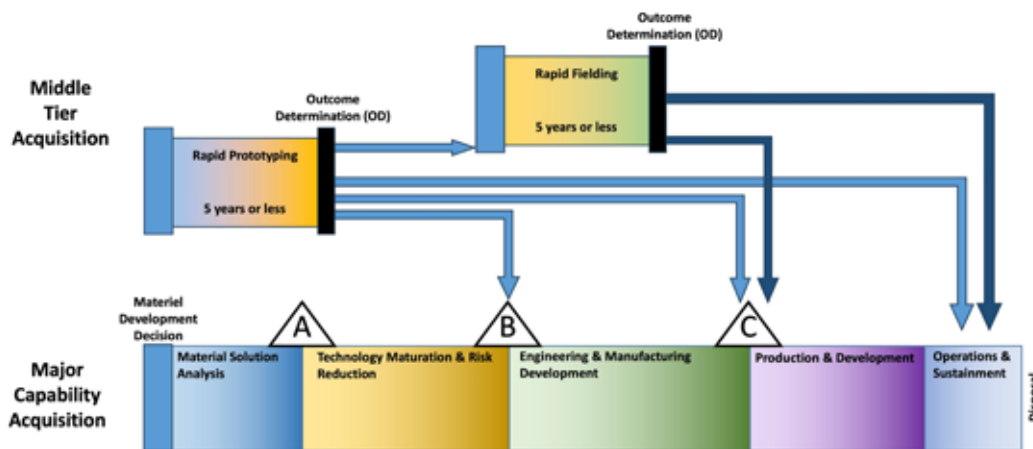 Outcome
Determination (OD)
Middle
Tier
Acquisition
Rapid Fielding
5 years or less
Outcome
Determination (OD)
Rapid Prototyping
5 years or less
Materiel
Development
Decision
A
B
C
Major
Capability
Acquisition
Material Solution
Analysis
Technology Maturation & Risk
Reduction
Engineering & Manufacturing
Development
Production & Development
Operations &
Sustainment
Disposal